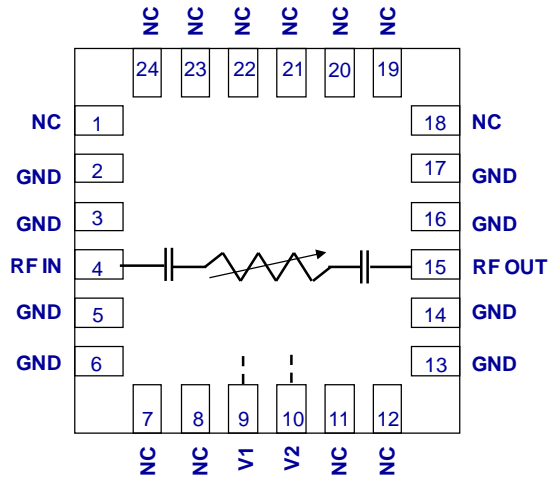 NC NC NC NC NC NC
24 23 22 21 20 19
NC 1 18 NC
GND 2 17 GND
GND 3 16 GND
RF IN 4 15 RF OUT
GND 5 14 GND
GND 6 13 GND
7 8 9 10 11 12
NC NC V1 V2 NC NC